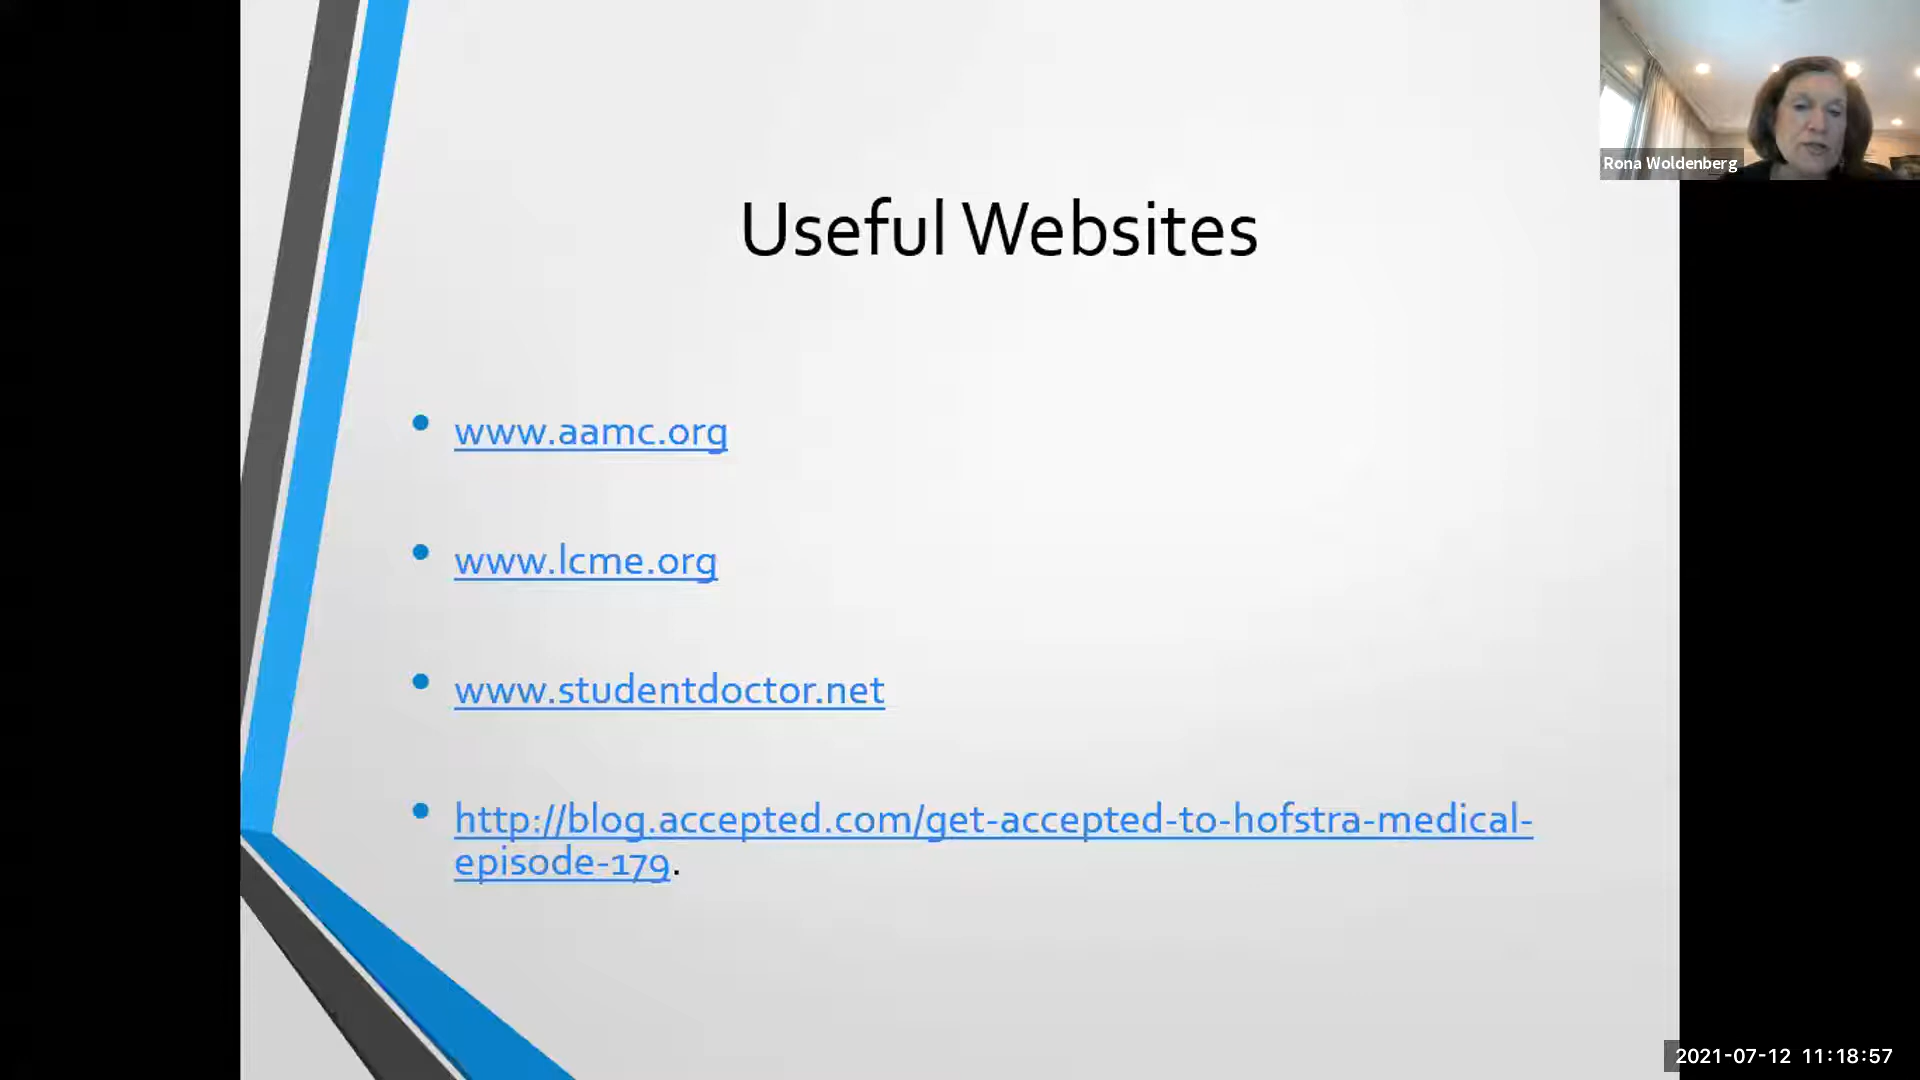 Rona Woldenberg
Useful Websites
• www.aamc.org
• www.lcme.org
• www.studentdoctor.net
• http://blog.accepted.com/get-accepted-to-hofstra-medical-
episode-179.
2021-07-12 11:18:57